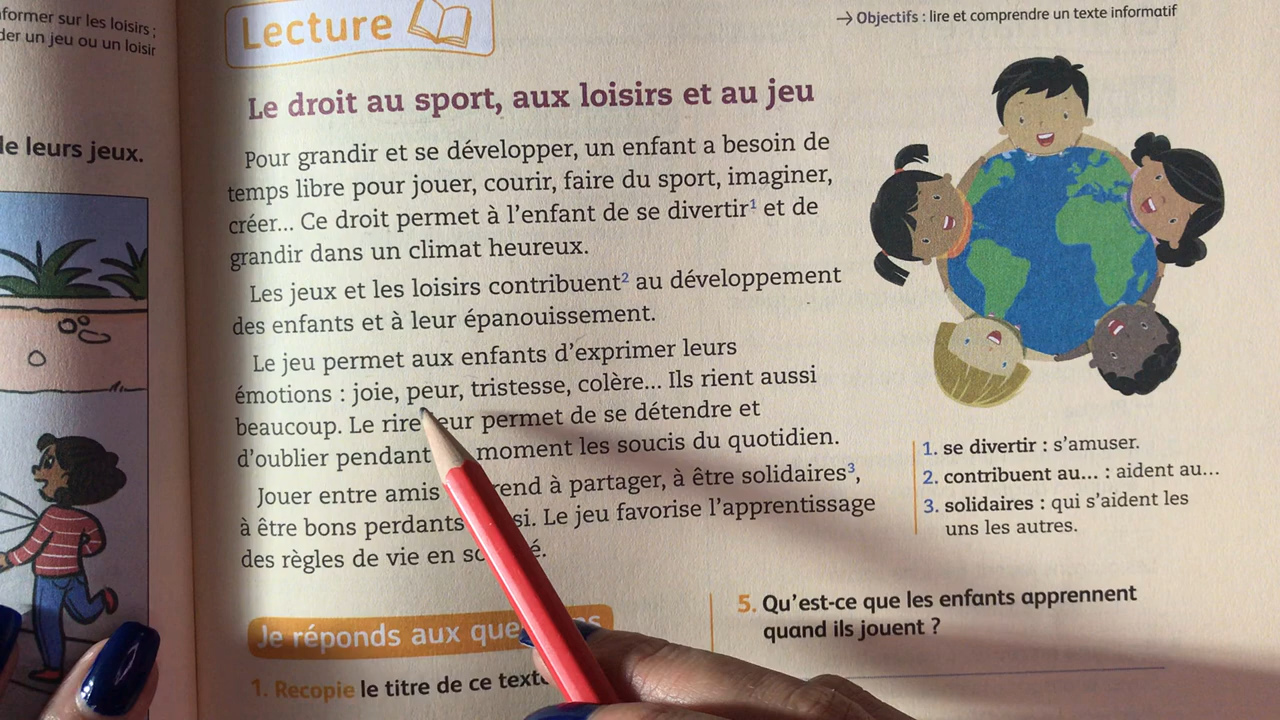 former sur les loisirs ;
der un jeu ou un loisir
de leurs jeux.
Lecture
→ Objectifs : lire et comprendre un texte informatif
Le droit au sport, aux loisirs et au jeu
Pour grandir et se développer, un enfant a besoin de
temps libre pour jouer, courir, faire du sport, imaginer,
créer... Ce droit permet à l'enfant de se divertir¹ et de
grandir dans un climat heureux.
Les jeux et les loisirs contribuent² au développement
des enfants et à leur épanouissement.
Le jeu permet aux enfants d'exprimer leurs
émotions : joie, peur, tristesse, colère... Ils rient aussi
beaucoup. Le rire leur permet de se détendre et
d'oublier pendant moment les soucis du quotidien.
Jouer entre amis à partager, à être solidaires³,
à être bons perdants Le jeu favorise l'apprentissage
des règles de vie en
1. se divertir : s'amuser.
2. contribuent au... : aident au...
3. solidaires : qui s'aident les
uns les autres.
Je réponds aux
1. Recopie le titre de ce texte
5. Qu'est-ce que les enfants apprennent
quand ils jouent ?